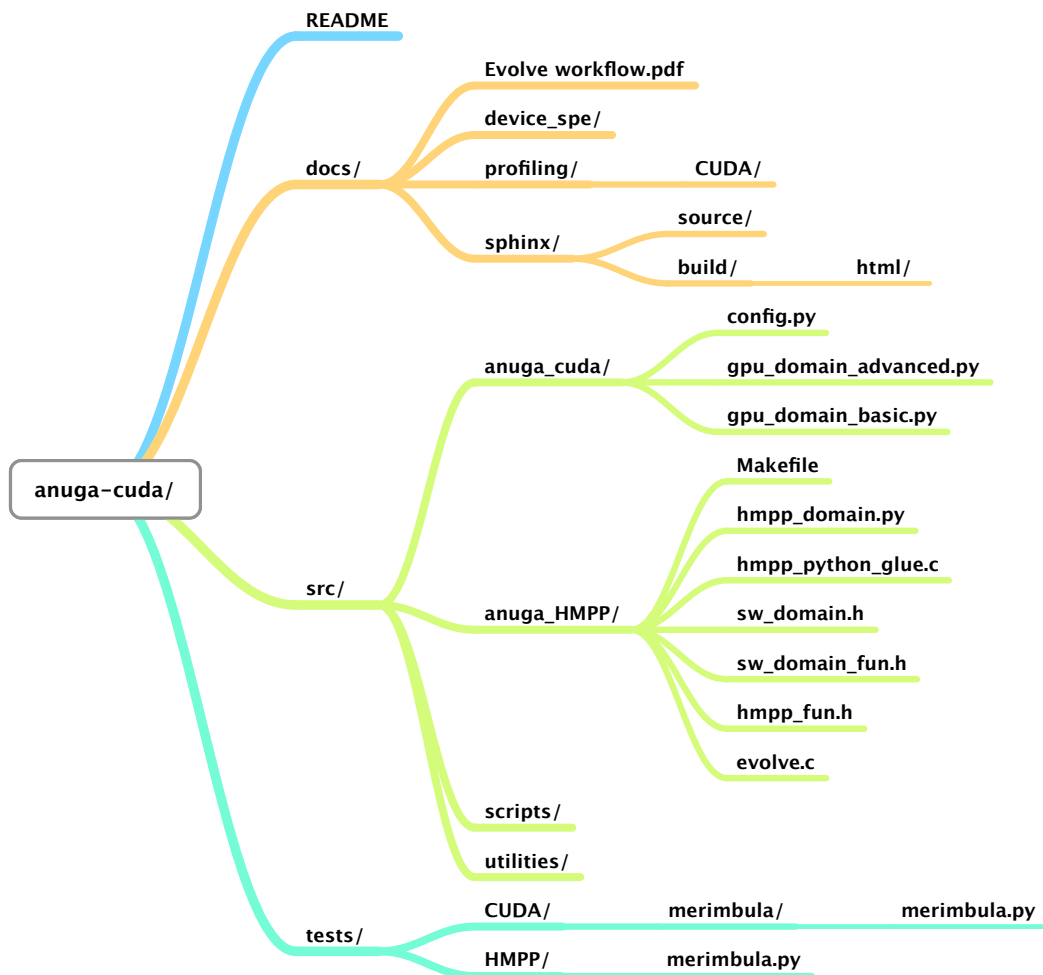 README
Evolve workflow.pdf
device_spe/
docs/
profiling/
CUDA/
sphinx/
source/
build/
html/
config.py
anuga_cuda/
gpu_domain_advanced.py
gpu_domain_basic.py
anuga-cuda/
Makefile
hmpp_domain.py
hmpp_python_glue.c
src/
anuga_HMPP/
sw_domain.h
sw_domain_fun.h
hmpp_fun.h
evolve.c
scripts/
utilities/
CUDA/
merimbula/
merimbula.py
tests/
HMPP/
merimbula.py